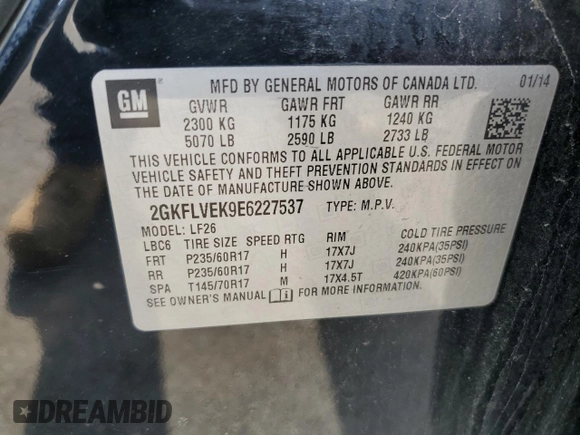 GM
MFD BY GENERAL MOTORS OF CANADA LTD. 01/14
GVWR GAWR FRT GAWR RR
2300 KG 1175 KG 1240 KG
5070 LB 2590 LB 2733 LB
THIS VEHICLE CONFORMS TO ALL APPLICABLE U.S. FEDERAL MOTOR
VEHICLE SAFETY AND THEFT PREVENTION STANDARDS IN EFFECT ON
THE DATE OF MANUFACTURE SHOWN ABOVE.
2GKFLVEK9E6227537 TYPE: M.P.V.
MODEL: LF26
LBC6 TIRE SIZE SPEED RTG RIM COLD TIRE PRESSURE
FRT P235/60R17 H 17X7J 240KPA(35PSI)
RR P235/60R17 H 17X7J 240KPA(35PSI)
SPA T145/70R17 M 17X4.5T 420KPA(60PSI)
SEE OWNER'S MANUAL FOR MORE INFORMATION
DREAMBID